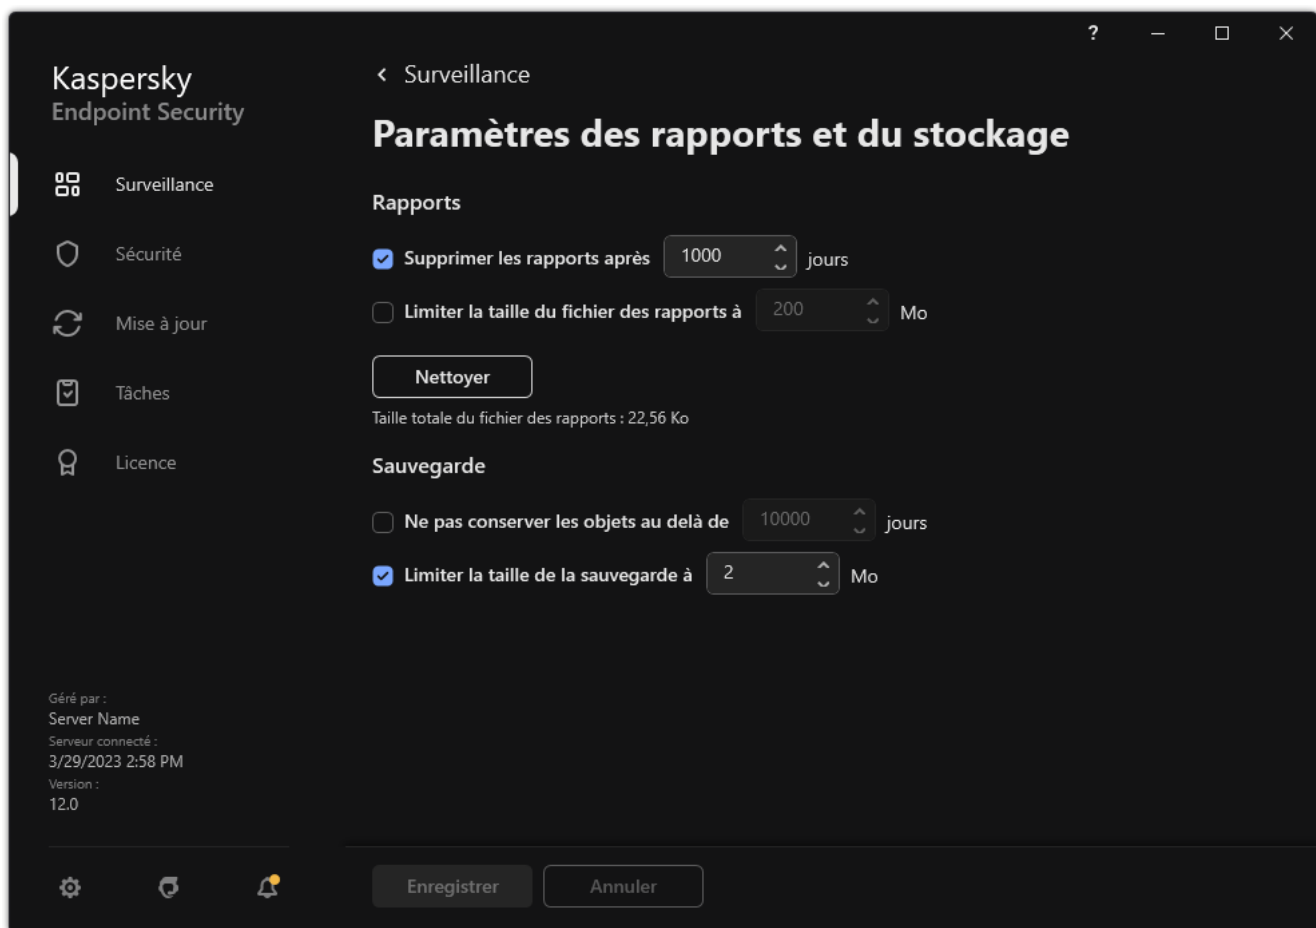 ?
Kaspersky
Endpoint Security
Surveillance
Sécurité
Mise à jour
Tâches
Licence
Géré par :
Server Name
Serveur connecté :
3/29/2023 2:58 PM
Version :
12.0
Surveillance
Paramètres des rapports et du stockage
Rapports
Supprimer les rapports après 1000 jours
Limiter la taille du fichier des rapports à 200 Mo
Nettoyer
Taille totale du fichier des rapports : 22,56 Ko
Sauvegarde
Ne pas conserver les objets au delà de 10000 jours
Limiter la taille de la sauvegarde à 2 Mo
Enregistrer Annuler